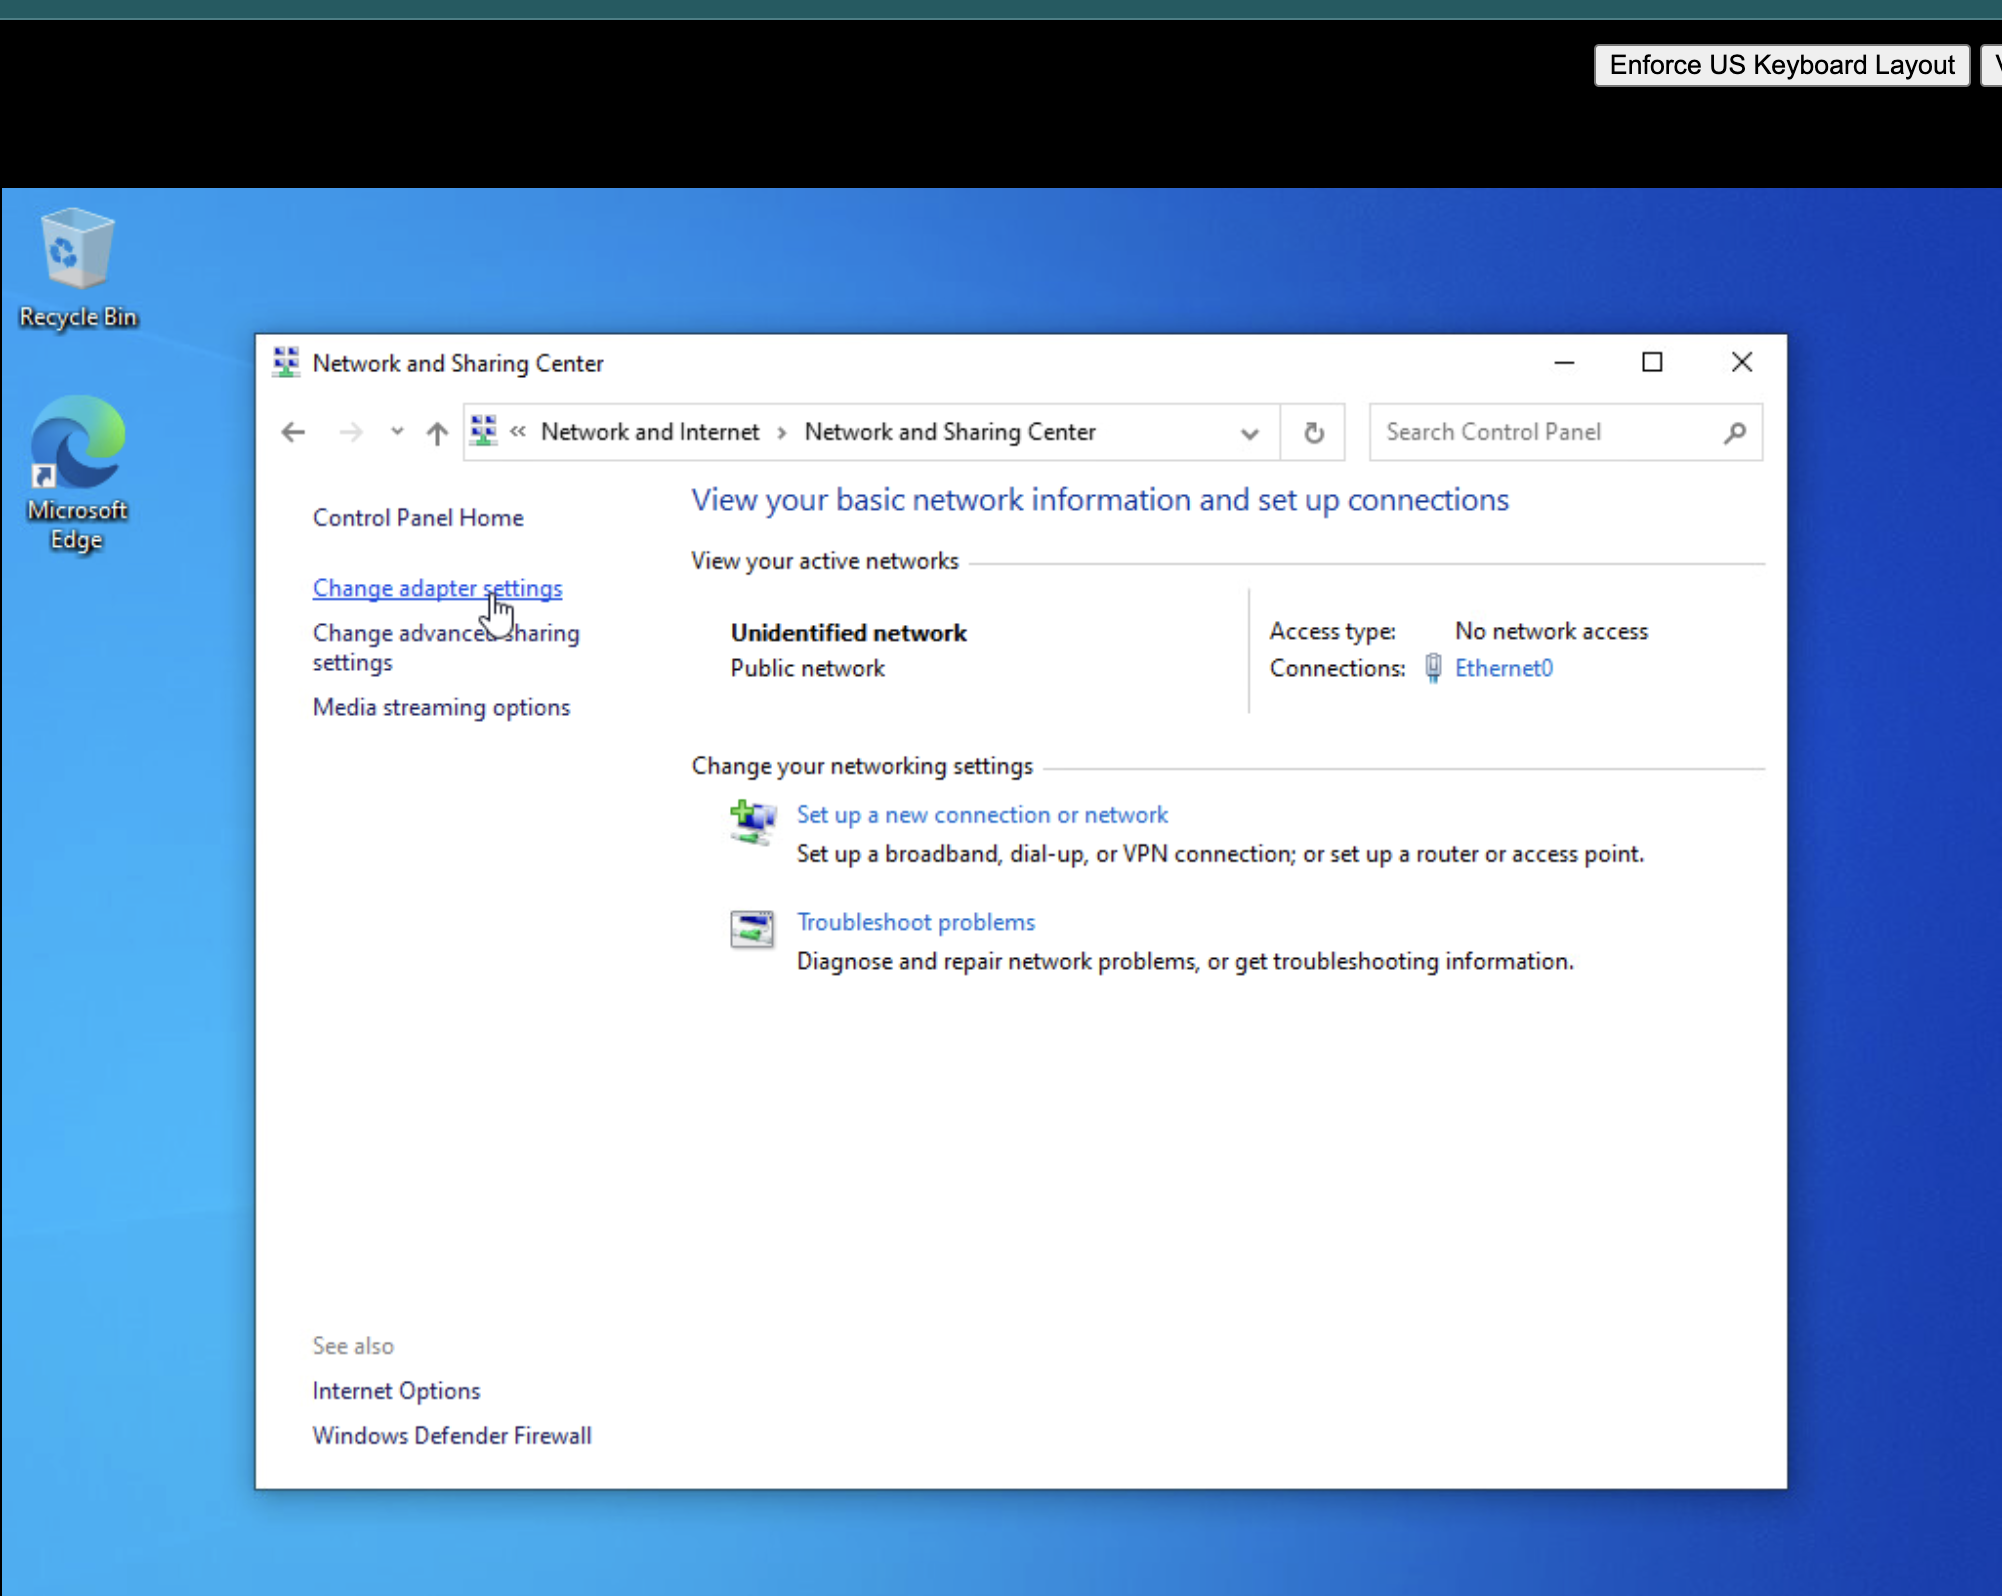 Enforce US Keyboard Layout
Recycle Bin
Microsoft
Edge
Network and Sharing Center
« Network and Internet › Network and Sharing Center
Search Control Panel
Control Panel Home
Change adapter settings
Change advanced sharing
settings
Media streaming options
View your basic network information and set up connections
View your active networks
Unidentified network
Public network
Access type: No network access
Connections: Ethernet0
Change your networking settings
Set up a new connection or network
Set up a broadband, dial-up, or VPN connection; or set up a router or access point.
Troubleshoot problems
Diagnose and repair network problems, or get troubleshooting information.
See also
Internet Options
Windows Defender Firewall